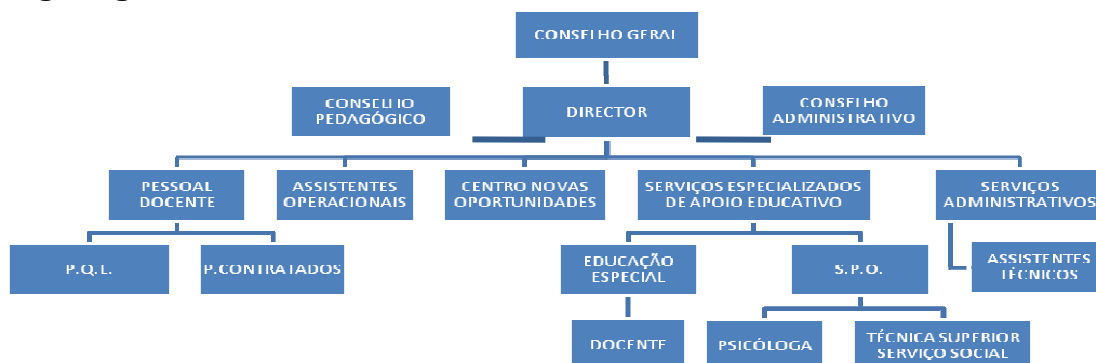 CONSELHO GERAL
CONSELHO
PEDAGÓGICO
DIRECTOR
CONSELHO
ADMINISTRATIVO
PESSOAL
DOCENTE
ASSISTENTES
OPERACIONAIS
CENTRO NOVAS
OPORTUNIDADES
SERVIÇOS ESPECIALIZADOS
DE APOIO EDUCATIVO
SERVIÇOS
ADMINISTRATIVOS
P.Q.E.
P.CONTRATADOS
EDUCAÇÃO
ESPECIAL
S.P.O.
ASSISTENTES
TÉCNICOS
DOCENTE
PSICÓLOGA
TÉCNICA SUPERIOR
SERVIÇO SOCIAL